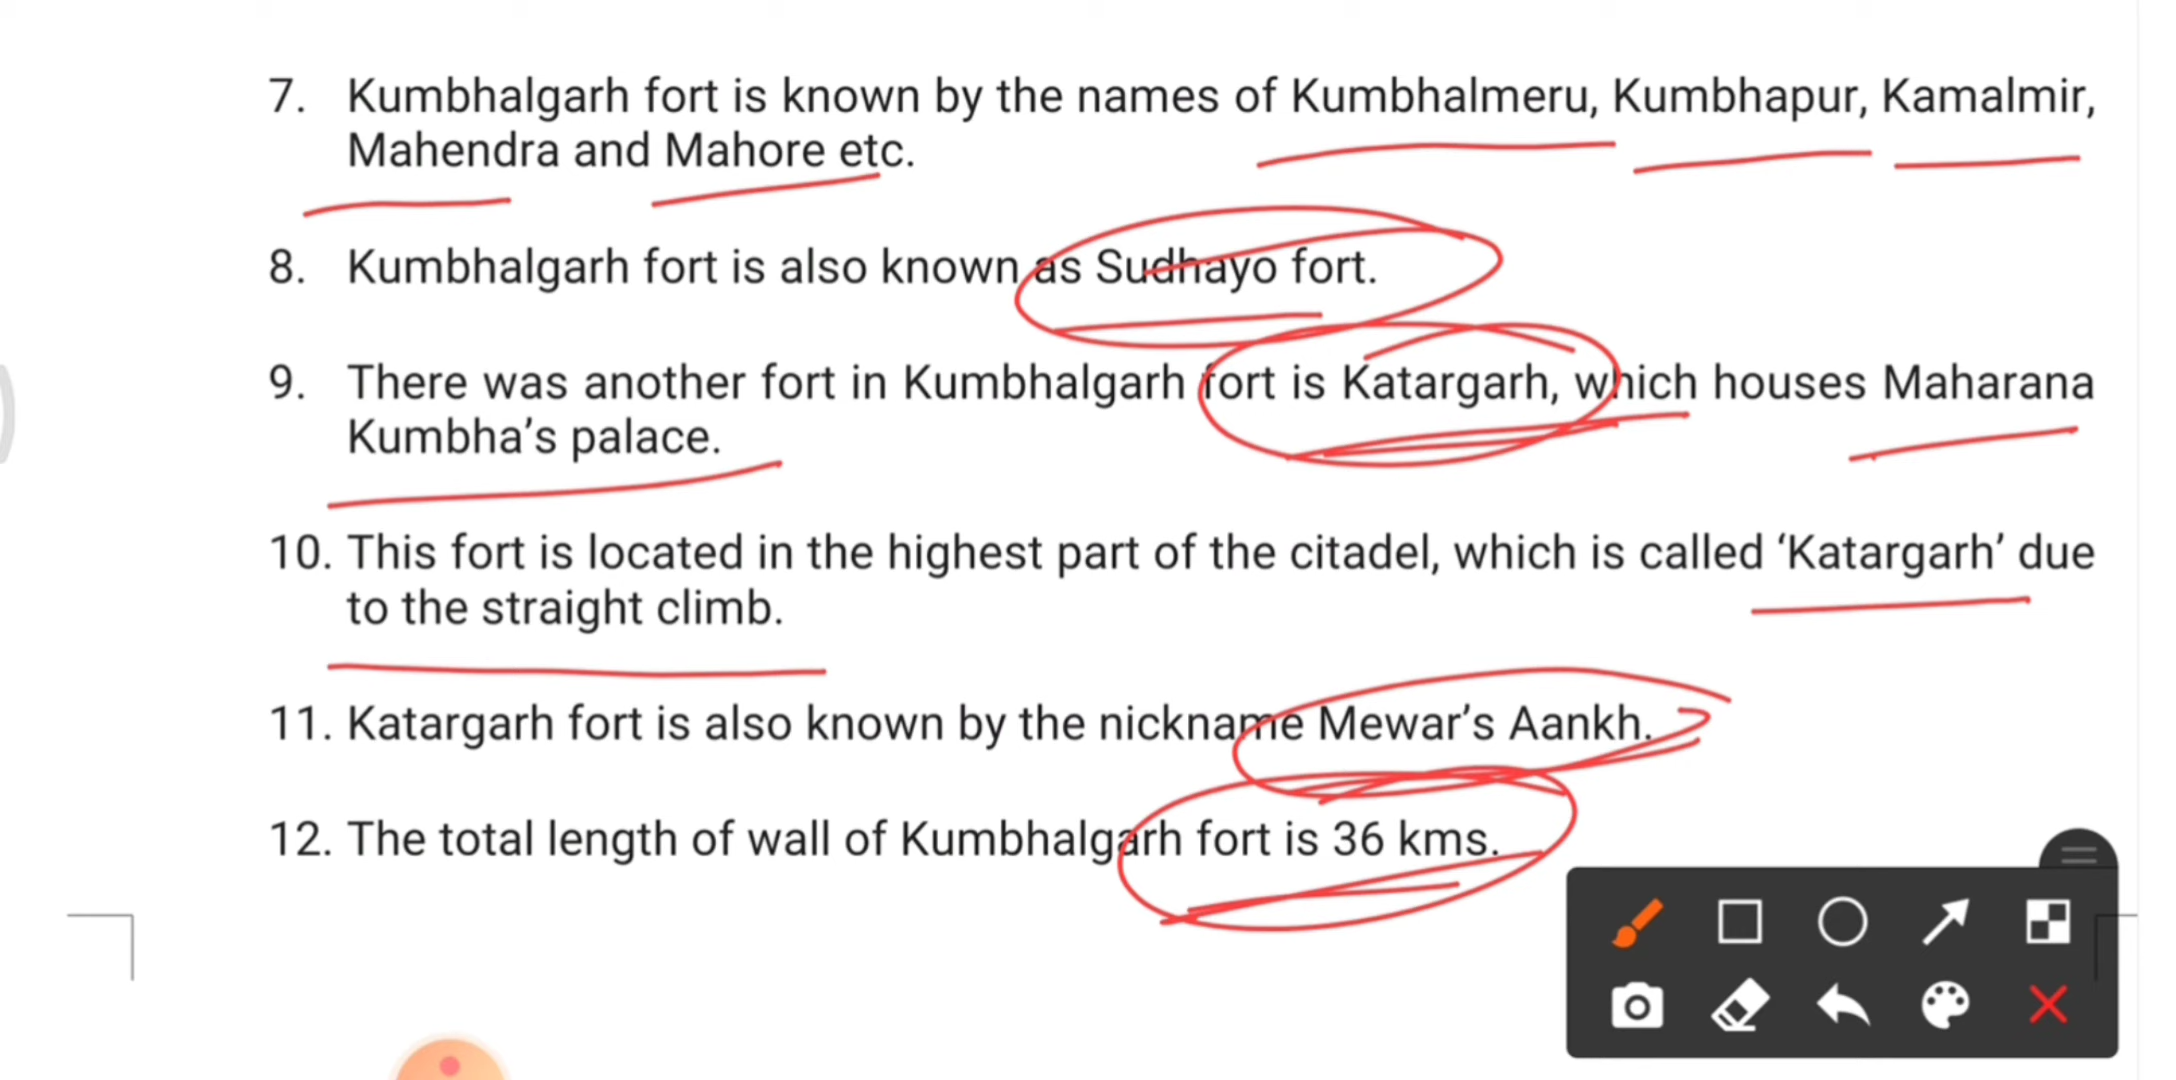 7. Kumbhalgarh fort is known by the names of Kumbhalmeru, Kumbhapur, Kamalmir,
Mahendra and Mahore etc.
8. Kumbhalgarh fort is also known as Sudhayo fort.
9. There was another fort in Kumbhalgarh fort is Katargarh, which houses Maharana
Kumbha’s palace.
10. This fort is located in the highest part of the citadel, which is called ‘Katargarh’ due
to the straight climb.
11. Katargarh fort is also known by the nickname Mewar’s Aankh.
12. The total length of wall of Kumbhalgarh fort is 36 kms.